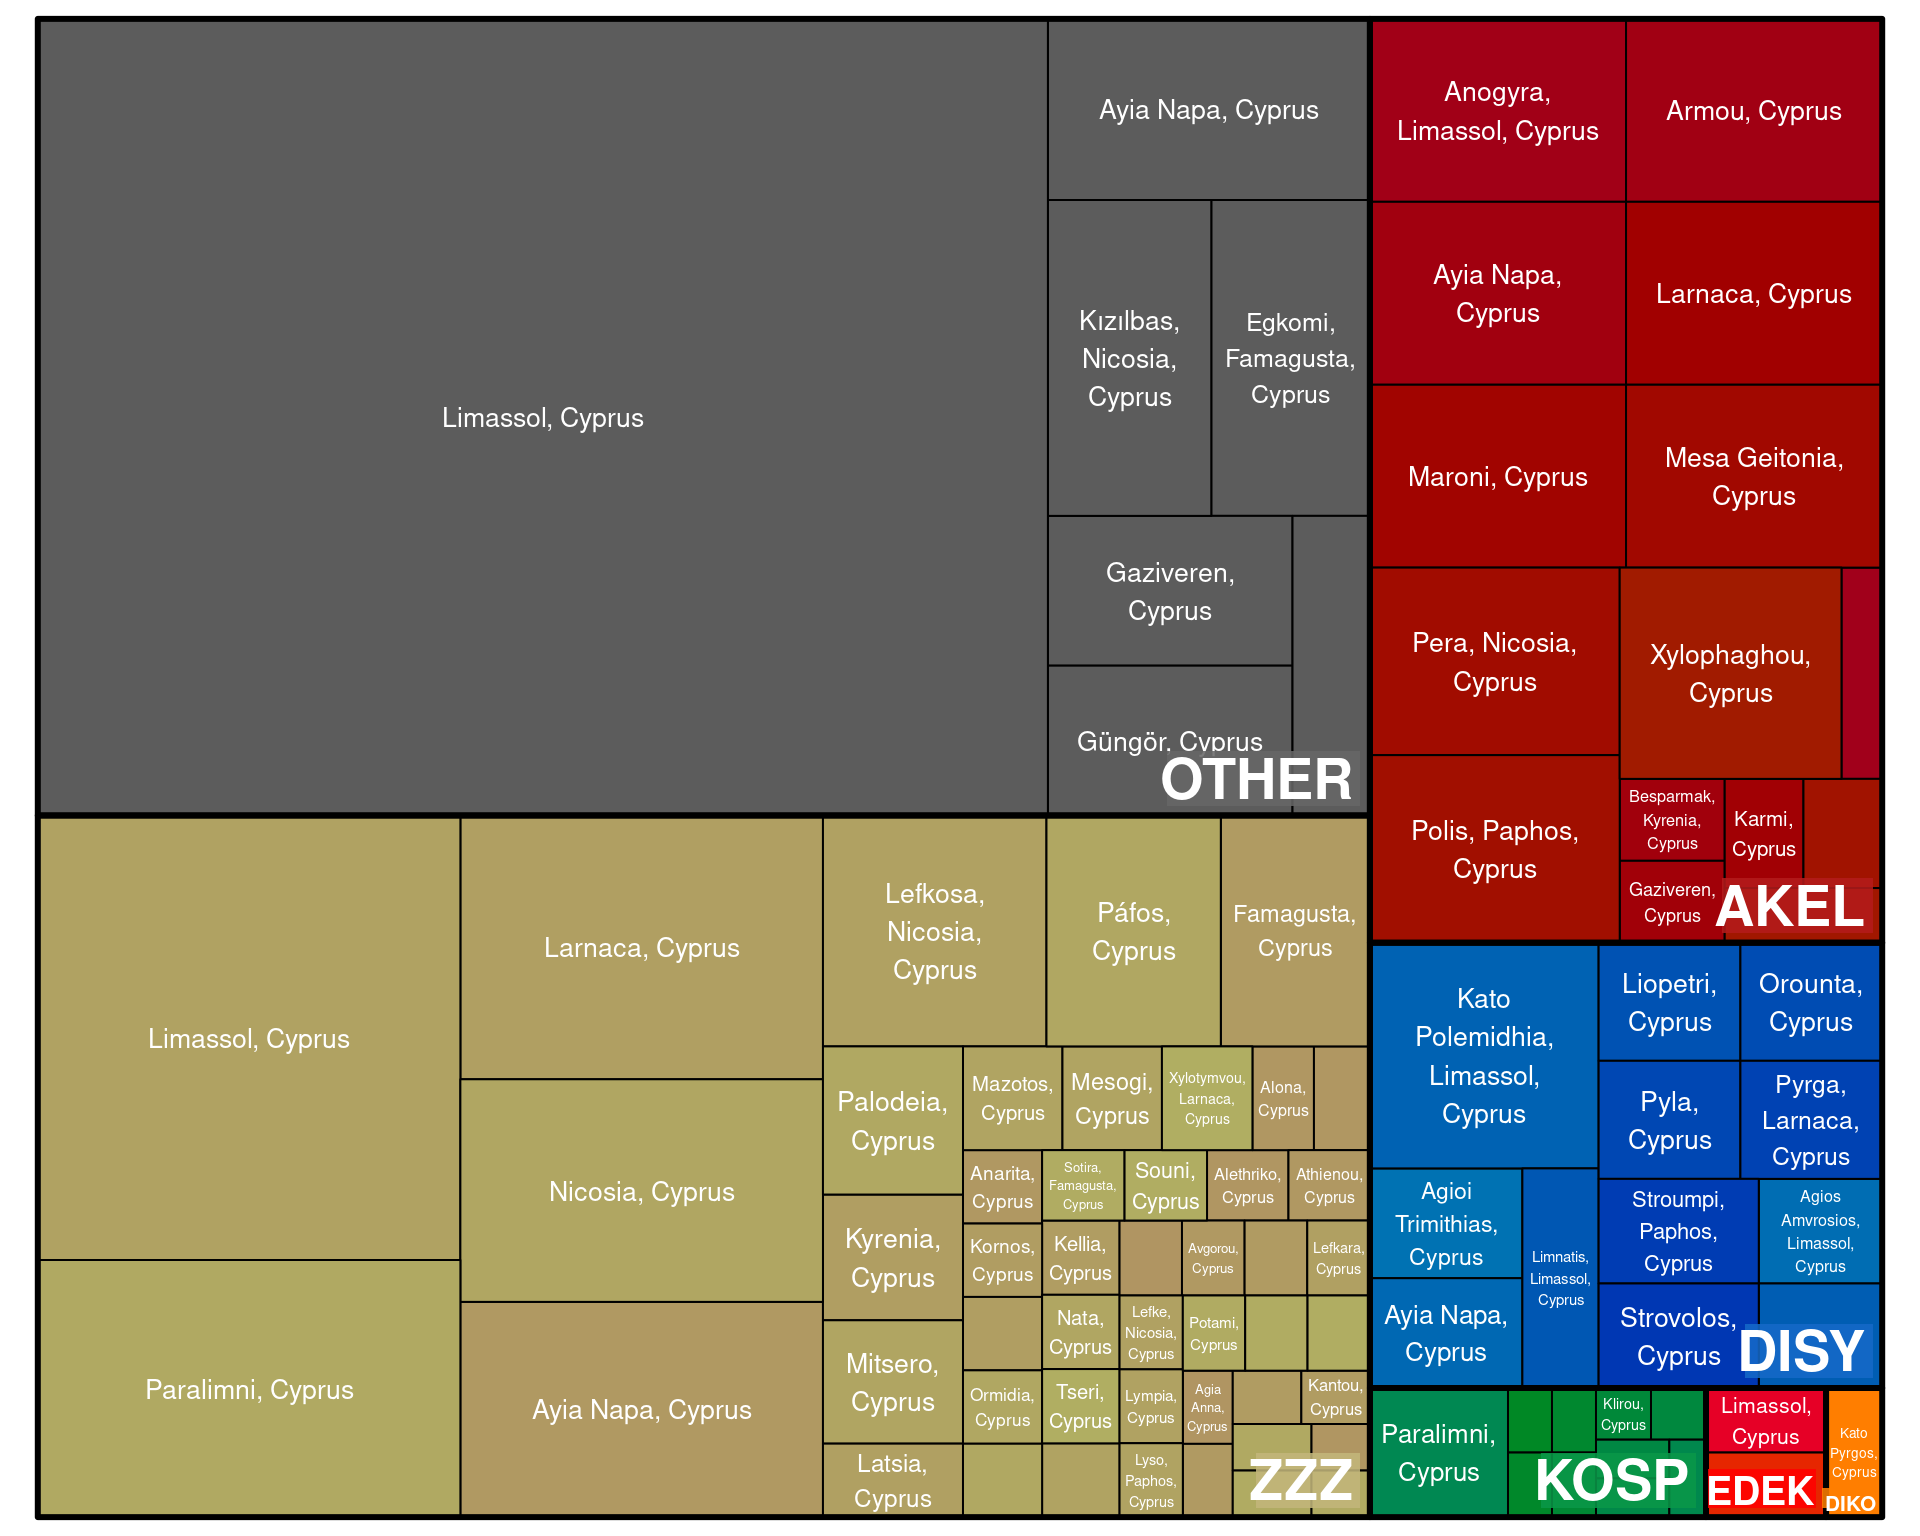 Limassol, Cyprus
Ayia Napa, Cyprus
Kızılbas,
Nicosia,
Cyprus
Egkomi,
Famagusta,
Cyprus
Gaziveren,
Cyprus
Güngör, Cyprus
OTHER
Anogyra,
Limassol, Cyprus
Armou, Cyprus
Ayia Napa,
Cyprus
Larnaca, Cyprus
Maroni, Cyprus
Mesa Geitonia,
Cyprus
Pera, Nicosia,
Cyprus
Xylophaghou,
Cyprus
Polis, Paphos,
Cyprus
Besparmak,
Kyrenia,
Cyprus
Karmi,
Cyprus
Gaziveren,
Cyprus
AKEL
Limassol, Cyprus
Paralimni, Cyprus
Larnaca, Cyprus
Nicosia, Cyprus
Ayia Napa, Cyprus
Lefkosa,
Nicosia,
Cyprus
Páfos,
Cyprus
Famagusta,
Cyprus
Palodeia,
Cyprus
Kyrenia,
Cyprus
Mitsero,
Cyprus
Latsia,
Cyprus
Mazotos,
Cyprus
Mesogi,
Cyprus
Xylotymvou,
Larnaca,
Cyprus
Alona,
Cyprus
Anarita,
Cyprus
Sotira,
Famagusta,
Cyprus
Souni,
Cyprus
Alethriko,
Cyprus
Athienou,
Cyprus
Kornos,
Cyprus
Kellia,
Cyprus
Avgorou,
Cyprus
Lefkara,
Cyprus
Nata,
Cyprus
Lefke,
Nicosia,
Cyprus
Potami,
Cyprus
Ormidia,
Cyprus
Tseri,
Cyprus
Lympia,
Cyprus
Agia
Anna,
Cyprus
Kantou,
Cyprus
Lyso,
Paphos,
Cyprus
ZZZ
Kato
Polemidhia,
Limassol,
Cyprus
Liopetri,
Cyprus
Orounta,
Cyprus
Pyla,
Cyprus
Pyrga,
Larnaca,
Cyprus
Agioi
Trimithias,
Cyprus
Limnatis,
Limassol,
Cyprus
Stroumpi,
Paphos,
Cyprus
Agios
Amvrosios,
Limassol,
Cyprus
Ayia Napa,
Cyprus
Strovolos,
Cyprus
DISY
Paralimni,
Cyprus
Klirou,
Cyprus
KOSP
Limassol,
Cyprus
EDEK
Kato
Pyrgos,
Cyprus
DIKO